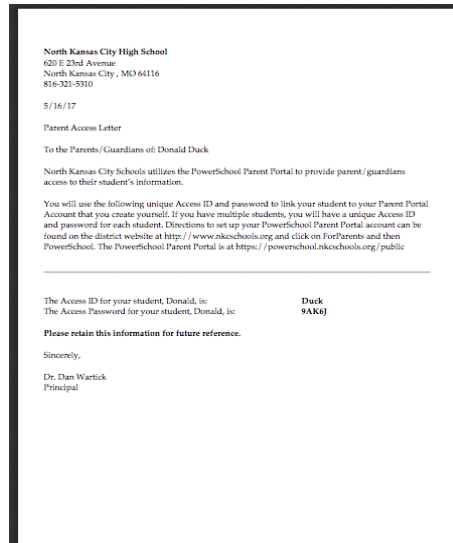 North Kansas City High School
620 E 23rd Avenue
North Kansas City , MO 64116
816-321-5310
5/16/17
Parent Access Letter
To the Parents/Guardians of: Donald Duck
North Kansas City Schools utilizes the PowerSchool Parent Portal to provide parent/guardians
access to their student's information.
You will use the following unique Access ID and password to link your student to your Parent Portal
Account that you create yourself. If you have multiple students, you will have a unique Access ID
and password for each student. Directions to set up your PowerSchool Parent Portal account can be
found on the district website at http://www.nkcschools.org and click on ForParents and then
PowerSchool. The PowerSchool Parent Portal is at https://powerschool.nkcschools.org/public
The Access ID for your student, Donald, is: Duck
The Access Password for your student, Donald, is: 9AK6J
Please retain this information for future reference.
Sincerely,
Dr. Dan Wartick
Principal